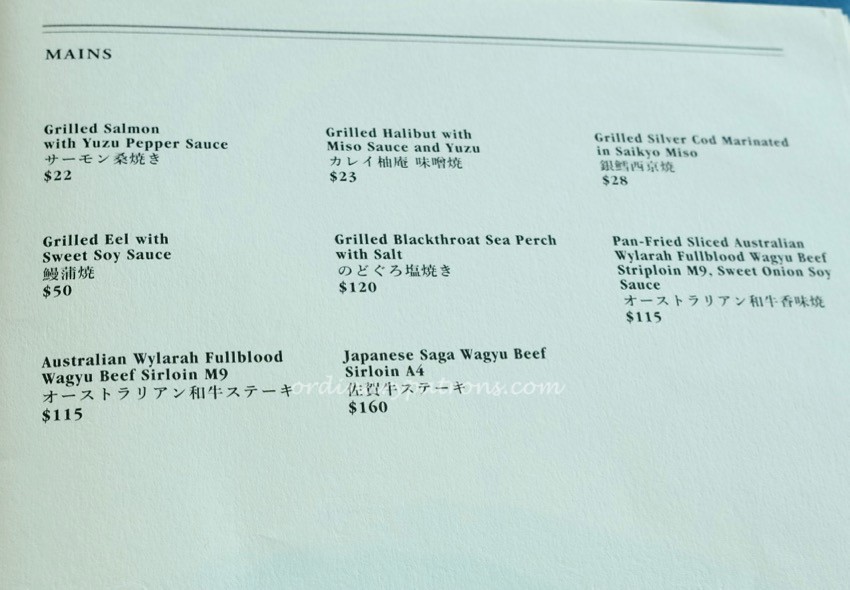 MAINS
Grilled Salmon
with Yuzu Pepper Sauce
サーモン桑焼き
$22
Grilled Halibut with
Miso Sauce and Yuzu
カレイ柚庵 味噌焼
$23
Grilled Silver Cod Marinated
in Saikyo Miso
銀鱈西京焼
$28
Grilled Eel with
Sweet Soy Sauce
鰻蒲焼
$50
Grilled Blackthroat Sea Perch
with Salt
のどぐろ塩焼き
$120
Pan-Fried Sliced Australian
Wylarah Fullblood Wagyu Beef
Striploin M9, Sweet Onion Soy
Sauce
オーストラリアン和牛香味焼
$115
Australian Wylarah Fullblood
Wagyu Beef Sirloin M9
オーストラリアン和牛ステーキ
$115
Japanese Saga Wagyu Beef
Sirloin A4
佐賀牛ステーキ
$160
ordinarypatrons.com